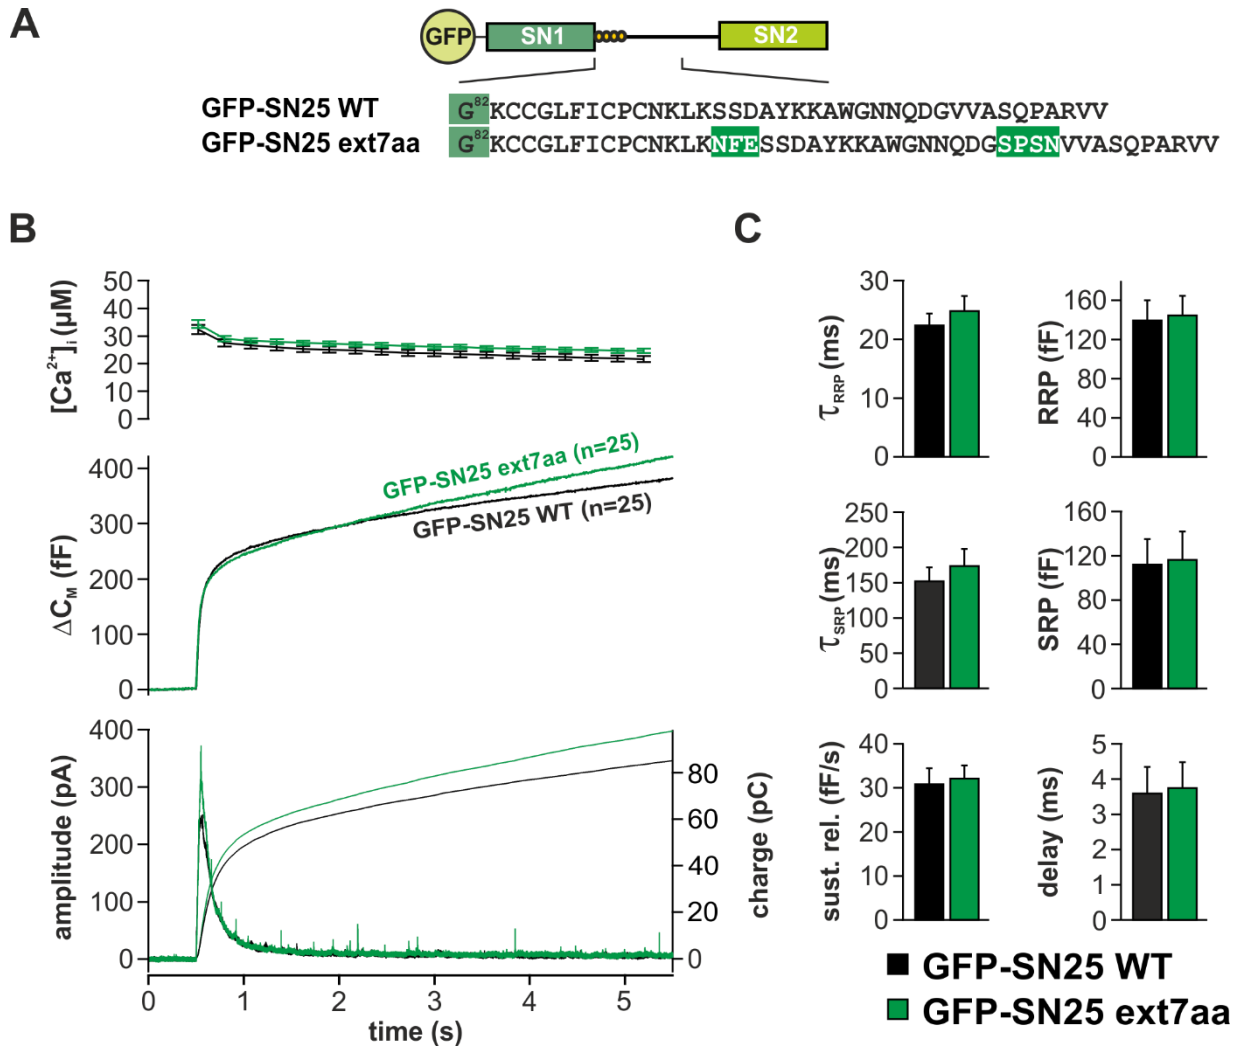 A
GFP
SN1
SN2
GFP-SN25 WT
G82KCCGLFICPCNKLKSSDAYKKAWGNNQDGVVASQPARVV
GFP-SN25 ext7aa
G82KCCGLFICPCNKLKNFESSDAYKKAWGNNQDGSPSNVVASQPARVV
B
[Ca2+]i (µM)
50
40
30
20
10
0
ΔCM (fF)
400
300
200
100
0
GFP-SN25 ext7aa (n=25)
GFP-SN25 WT (n=25)
amplitude (pA)
400
300
200
100
0
charge (pC)
80
60
40
20
0
0 1 2 3 4 5
time (s)
C
τRRP (ms)
30
20
10
0
RRP (fF)
160
120
80
40
0
τSRP (ms)
250
200
150
100
50
0
SRP (fF)
160
120
80
40
0
sust. rel. (fF/s)
40
30
20
10
0
delay (ms)
5
4
3
2
1
0
GFP-SN25 WT
GFP-SN25 ext7aa